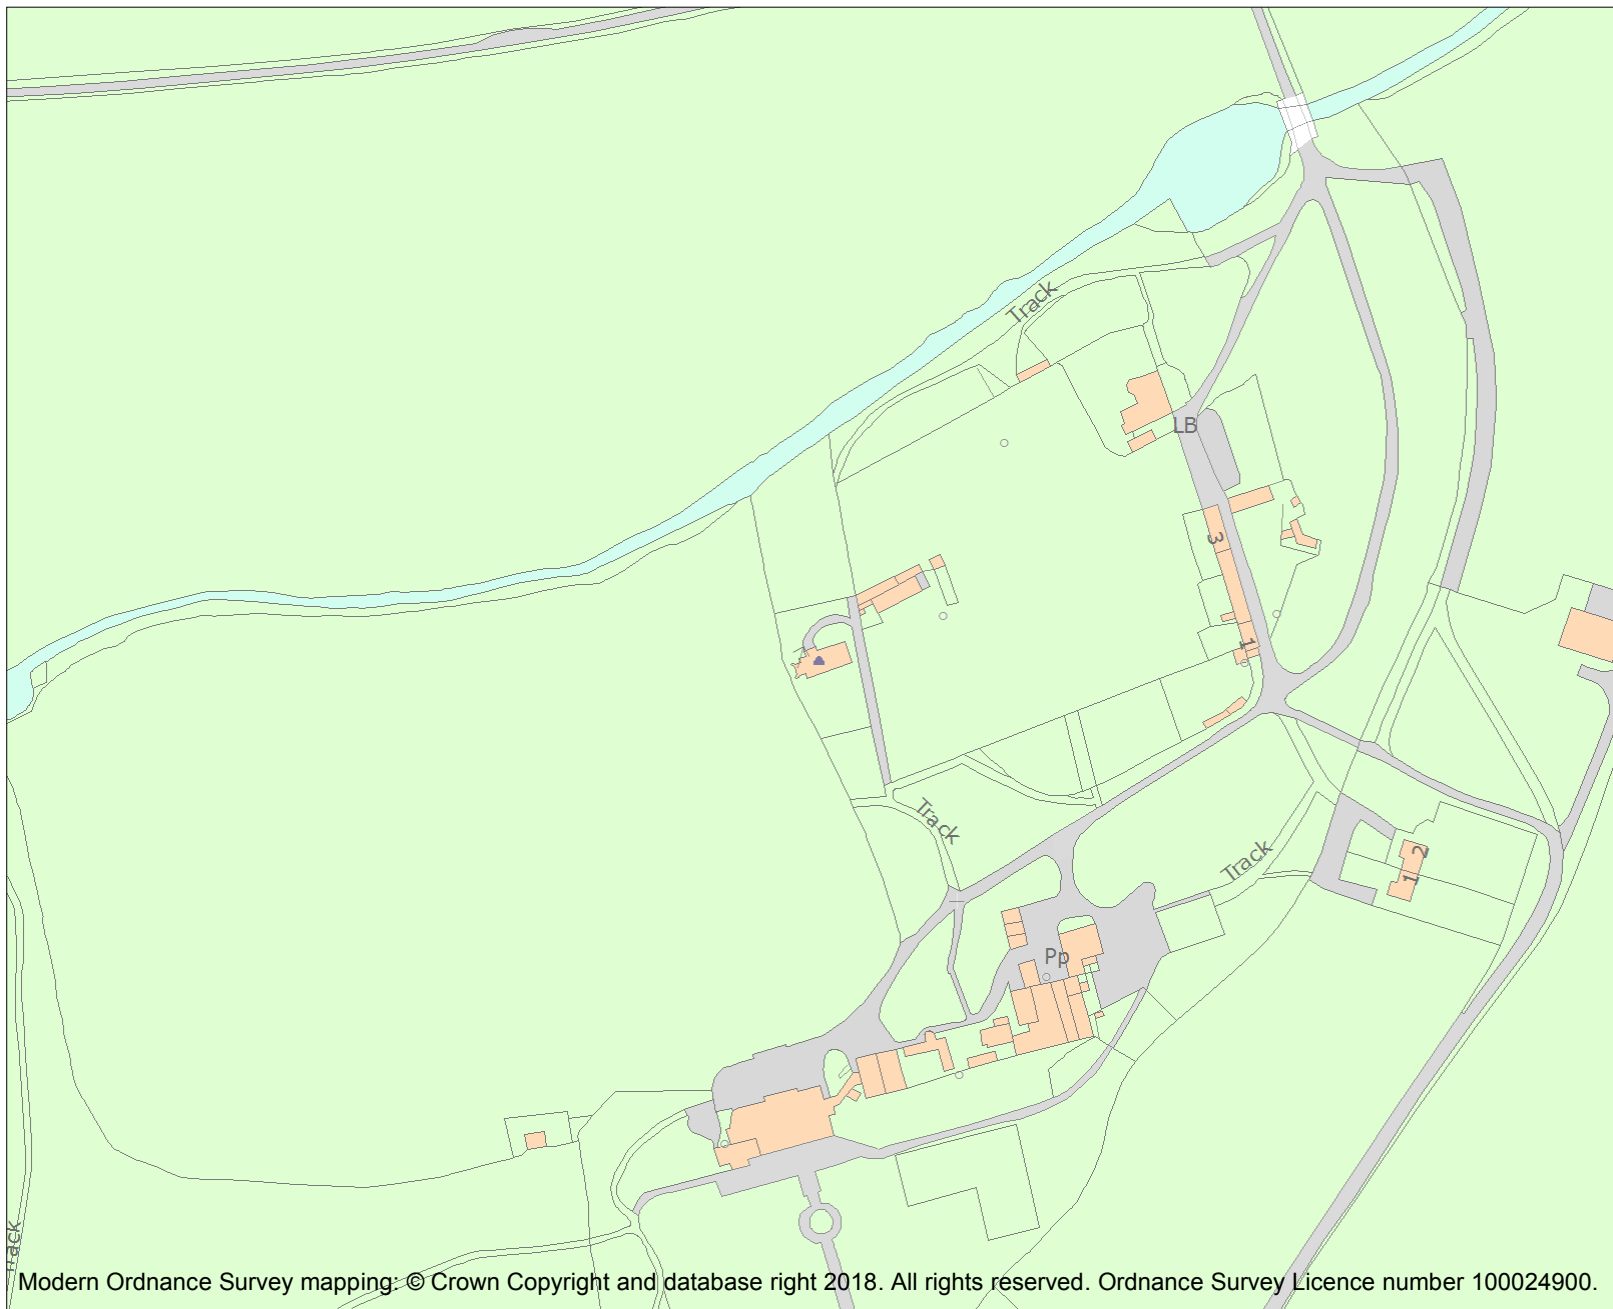 Track
LB
3
1
Track
Track
2
1
Pp
Modern Ordnance Survey mapping: © Crown Copyright and database right 2018. All rights reserved. Ordnance Survey Licence number 100024900.